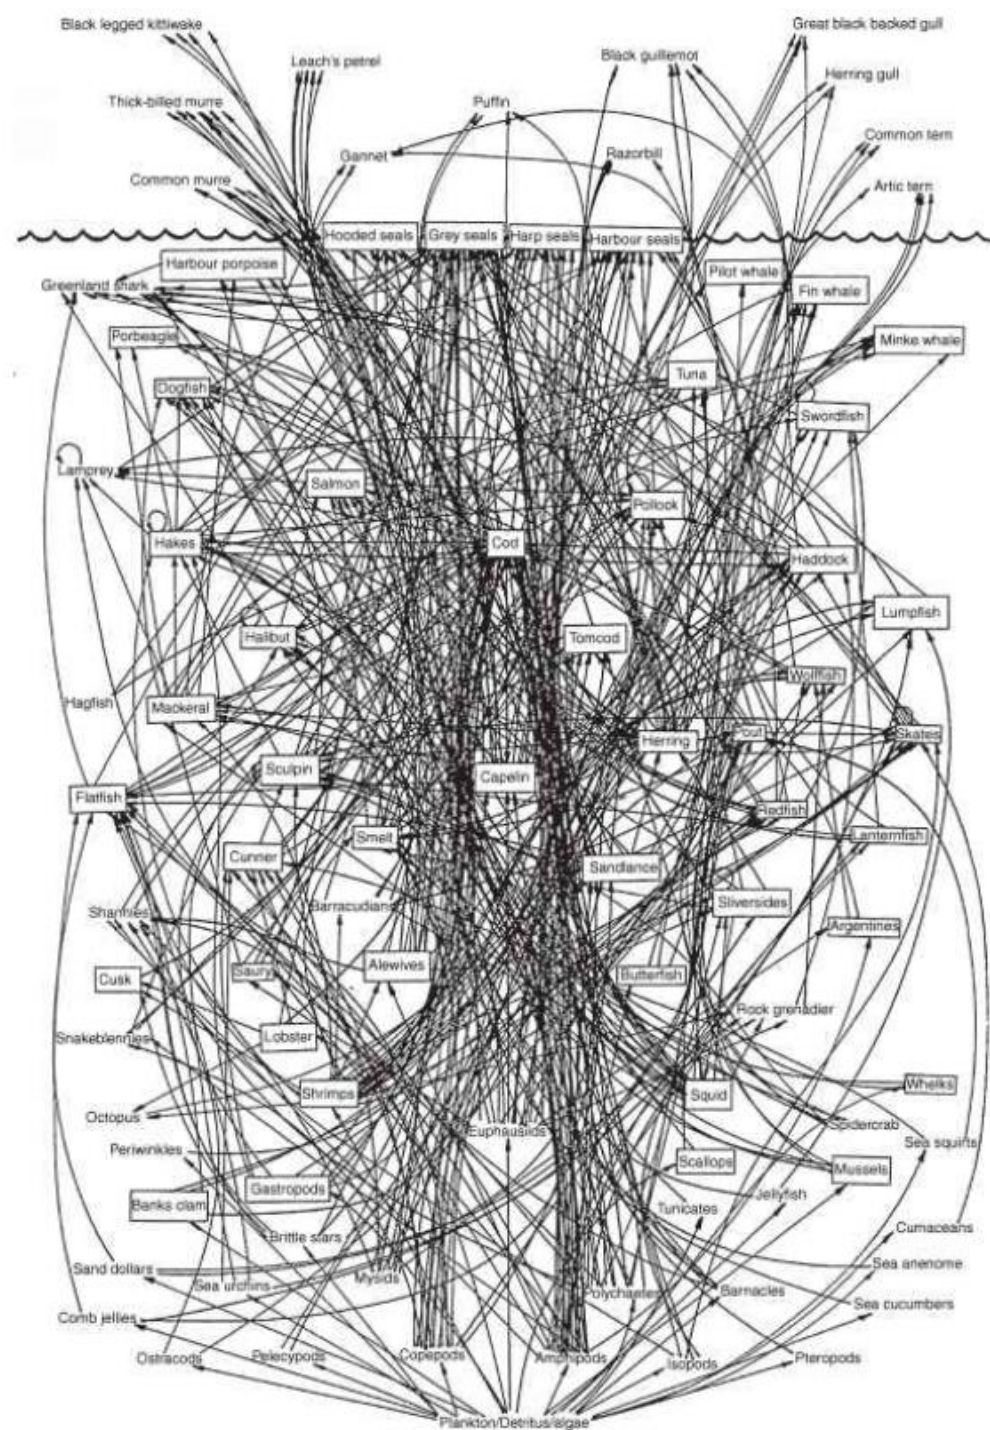 Black legged kittiwake
Great black backed gull
Leach's petrel
Black guillemot
Herring gull
Thick-billed murre
Puffin
Common tern
Gannet
Razorbill
Common murre
Artic tern
Hooded seals
Grey seals
Harp seals
Harbour seals
Harbour porpoise
Pilot whale
Greenland shark
Fin whale
Porbeagle
Minke whale
Tuna
Dogfish
Swordfish
Lamprey
Salmon
Pollock
Hakes
Cod
Haddock
Lumpfish
Halibut
Tomcod
Wolffish
Hagfish
Mackeral
Herring
Pout
Skates
Sculpin
Capelin
Flatfish
Redfish
Smelt
Lanternfish
Cunner
Sandlance
Barracudians
Sliversides
Shannies
Argentines
Cusk
Saury
Alewives
Butterfish
Rock grenadier
Snakeblennies
Lobster
Shrimps
Squid
Whelks
Octopus
Euphausiids
Spidercrab
Sea squirts
Periwinkles
Scallops
Mussels
Gastropods
Banks clam
Jellyfish
Tunicates
Cumaceans
Brittle stars
Sand dollars
Sea urchins
Mysids
Sea anenome
Polychaetes
Barnacles
Sea cucumbers
Comb jellies
Ostracods
Pelecypods
Copepods
Amphipods
Isopods
Pteropods
Plankton/Detritus/algae